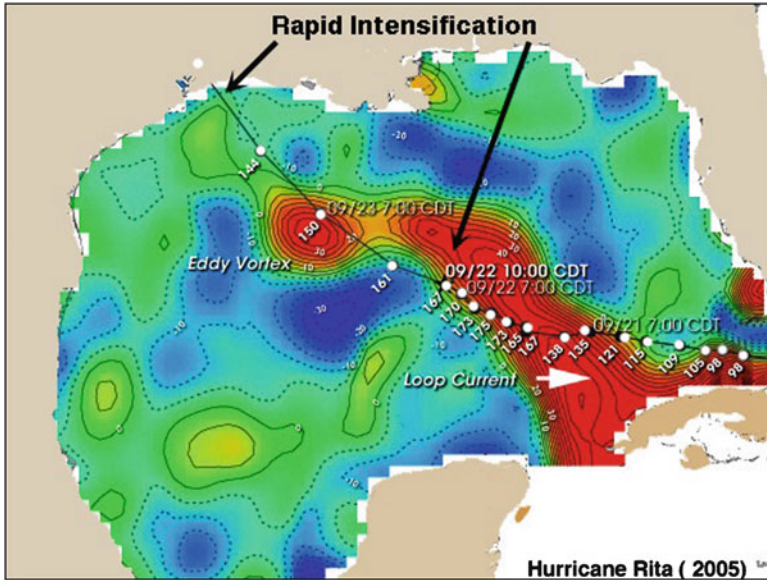 Rapid Intensification
144
09/23 7:00 CDT
150
Eddy Vortex
161
09/22 10:00 CDT
09/22 7:00 CDT
167
170
173
175
173
165
167
138
135
09/21 7:00 CDT
121
115
109
105
98
98
Loop Current
Hurricane Rita ( 2005)